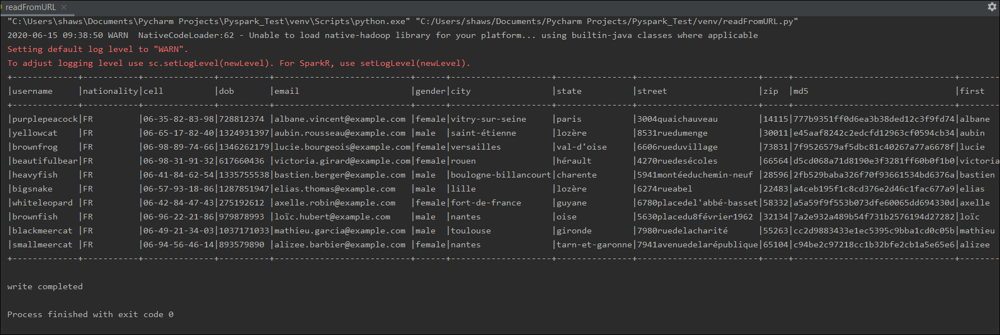 readFromURL
"C:\Users\shaws\Documents\Pycharm Projects\Pyspark_Test\venv\Scripts\python.exe" "C:/Users/shaws/Documents/Pycharm Projects/Pyspark_Test/venv/readFromURL.py"
2020-06-15 09:38:50 WARN  NativeCodeLoader:62 - Unable to load native-hadoop library for your platform... using builtin-java classes where applicable
Setting default log level to "WARN".
To adjust logging level use sc.setLogLevel(newLevel). For SparkR, use setLogLevel(newLevel).
+-------------+-----------+--------------+----------+---------------------------+------+--------------------+---------------+------------------------+-----+--------------------------------+--------
|username     |nationality|cell          |dob       |email                      |gender|city                |state          |street                  |zip  |md5                             |first
+-------------+-----------+--------------+----------+---------------------------+------+--------------------+---------------+------------------------+-----+--------------------------------+--------
|purplepeacock|FR         |06-35-82-83-98|728812374 |albane.vincent@example.com |female|vitry-sur-seine     |paris          |3004quaichauveau        |14115|777b9351ff0d6ea3b38ded12c3f9fd74|albane
|yellowcat    |FR         |06-65-17-82-40|1324931397|aubin.rousseau@example.com |male  |saint-étienne       |lozère         |8531ruedumenge          |30011|e45aaf8242c2edcfd12963cf0594cb34|aubin
|brownfrog    |FR         |06-98-89-74-66|1346262179|lucie.bourgeois@example.com|female|versailles          |val-d'oise     |6606rueduvillage        |73831|7f9526579af5dbc81c40267a77a6678f|lucie
|beautifulbear|FR         |06-98-31-91-32|617660436 |victoria.girard@example.com|female|rouen               |hérault        |4270ruedesécoles        |66564|d5cd068a71d8190e3f3281ff60b0f1b0|victoria
|heavyfish    |FR         |06-41-84-62-54|1335755538|bastien.berger@example.com |male  |boulogne-billancourt|charente       |5941montéeduchemin-neuf |28596|2fb529baba326f70f93661534bd6376a|bastien
|bigsnake     |FR         |06-57-93-18-86|1287851947|elias.thomas@example.com   |male  |lille               |lozère         |6274rueabel             |22483|a4ceb195f1c8cd376e2d46c1fac677a9|elias
|whiteleopard |FR         |06-42-84-47-43|275192612 |axelle.robin@example.com   |female|fort-de-france      |guyane         |6780placedel'abbé-basset|58332|a5a59f9f553b073dfe60065dd694330d|axelle
|brownfish    |FR         |06-96-22-21-86|979878993 |loïc.hubert@example.com    |male  |nantes              |oise           |5630placedu8février1962 |32134|7a2e932a489b54f731b2576194d27282|loïc
|blackmeercat |FR         |06-49-21-34-03|1037171033|mathieu.garcia@example.com |male  |toulouse            |gironde        |7980ruedelacharité      |55263|cc2d9883433e1ec5395c9bba1cd0c05b|mathieu
|smallmeercat |FR         |06-94-56-46-14|893579890 |alizee.barbier@example.com |female|nantes              |tarn-et-garonne|7941avenuedelarépublique|65104|c94be2c97218cc1b32bfe2cb1a5e65e6|alizee
+-------------+-----------+--------------+----------+---------------------------+------+--------------------+---------------+------------------------+-----+--------------------------------+--------
write completed
Process finished with exit code 0